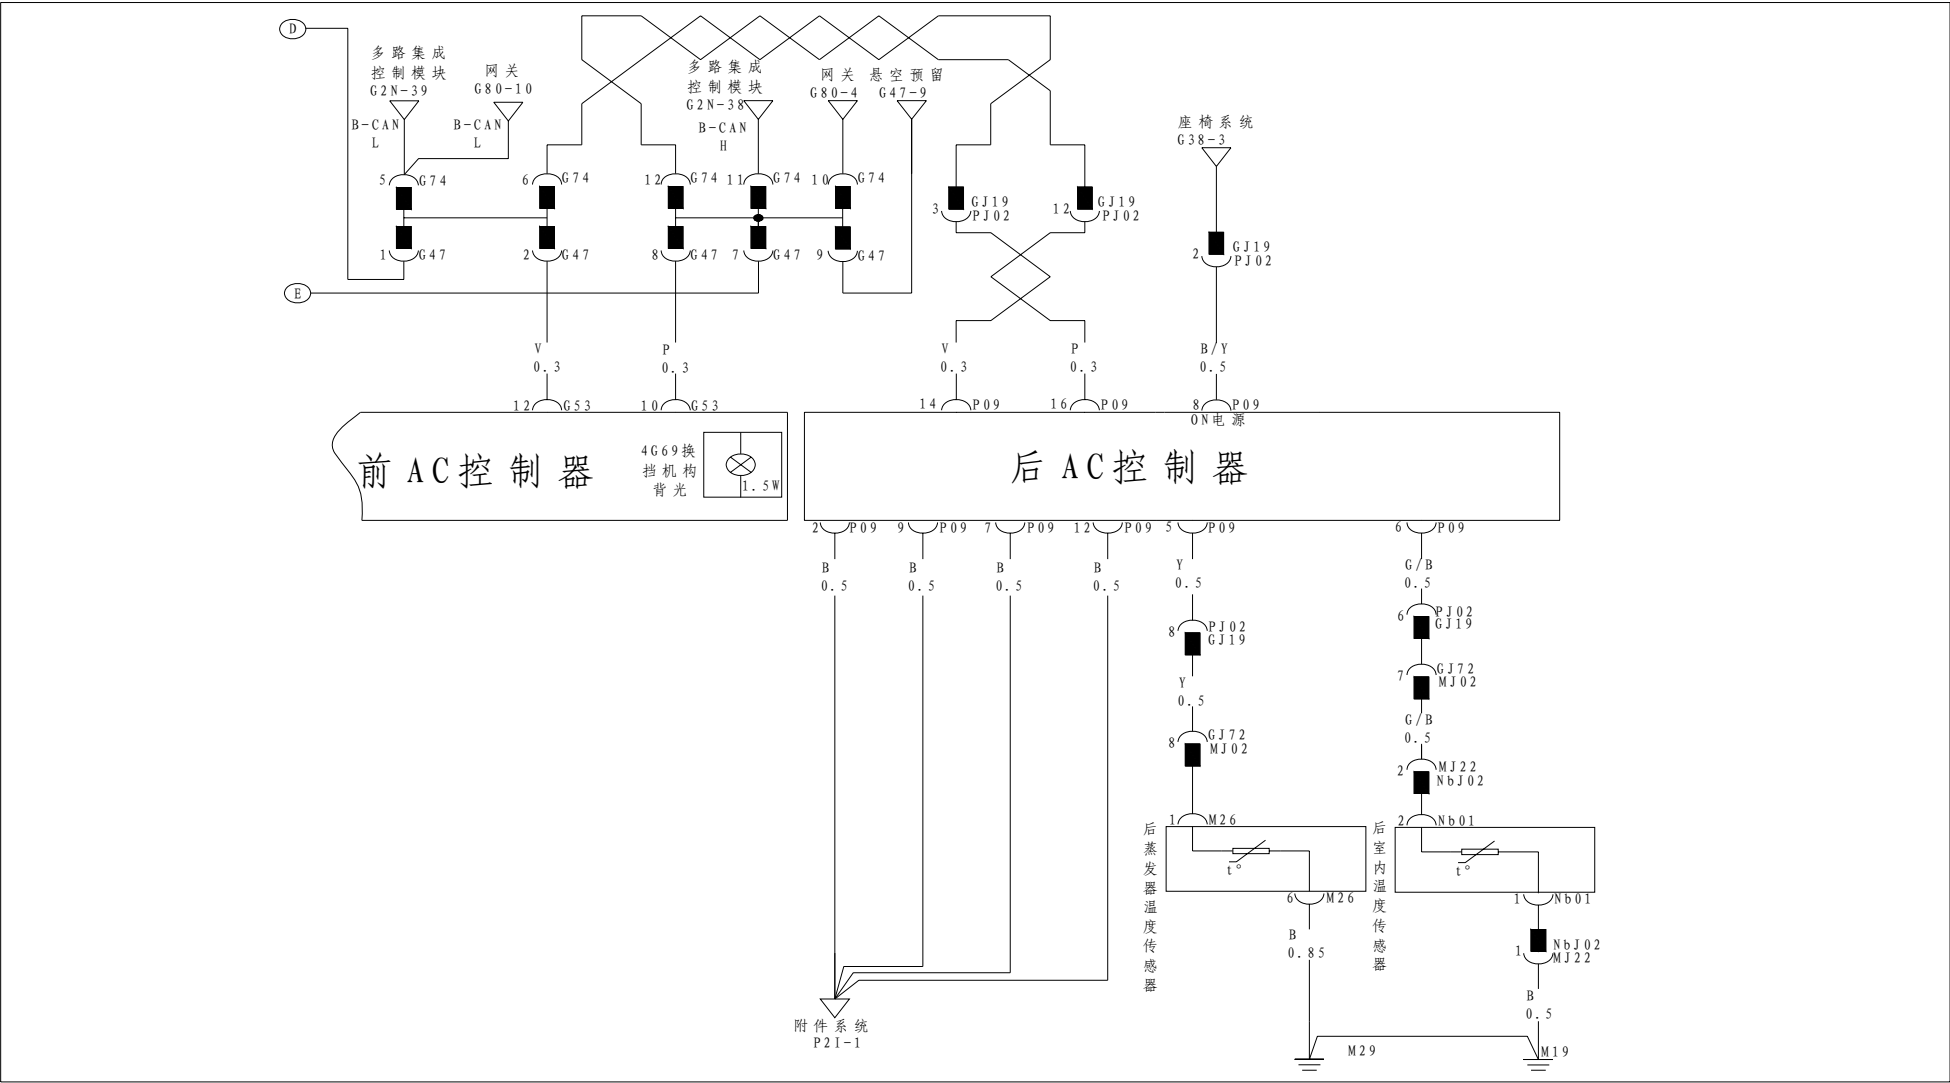 D
多路集成
控制模块
G2N-39
网关
G80-10
多路集成
控制模块
G2N-38
网关
G80-4
悬空预留
G47-9
B-CAN
L
B-CAN
L
B-CAN
H
座椅系统
G38-3
5 G74
6 G74
12 G74
11 G74
10 G74
3 GJ19
PJ02
12 GJ19
PJ02
1 G47
2 G47
8 G47
7 G47
9 G47
2 GJ19
PJ02
E
V
0.3
P
0.3
V
0.3
P
0.3
B/Y
0.5
12 G53
10 G53
14 P09
16 P09
8 P09
ON电源
前AC控制器
4G69换
挡机构
背光
1.5W
后AC控制器
2 P09
9 P09
7 P09
12 P09
5 P09
6 P09
B
0.5
B
0.5
B
0.5
B
0.5
Y
0.5
G/B
0.5
8 PJ02
GJ19
6 PJ02
GJ19
Y
0.5
7 GJ72
MJ02
G/B
0.5
8 GJ72
MJ02
2 MJ22
NbJ02
1 M26
2 Nb01
后蒸发器温度传感器
t°
后室内温度传感器
t°
6 M26
1 Nb01
B
0.85
1 NbJ02
MJ22
B
0.5
附件系统
P2I-1
M29
M19